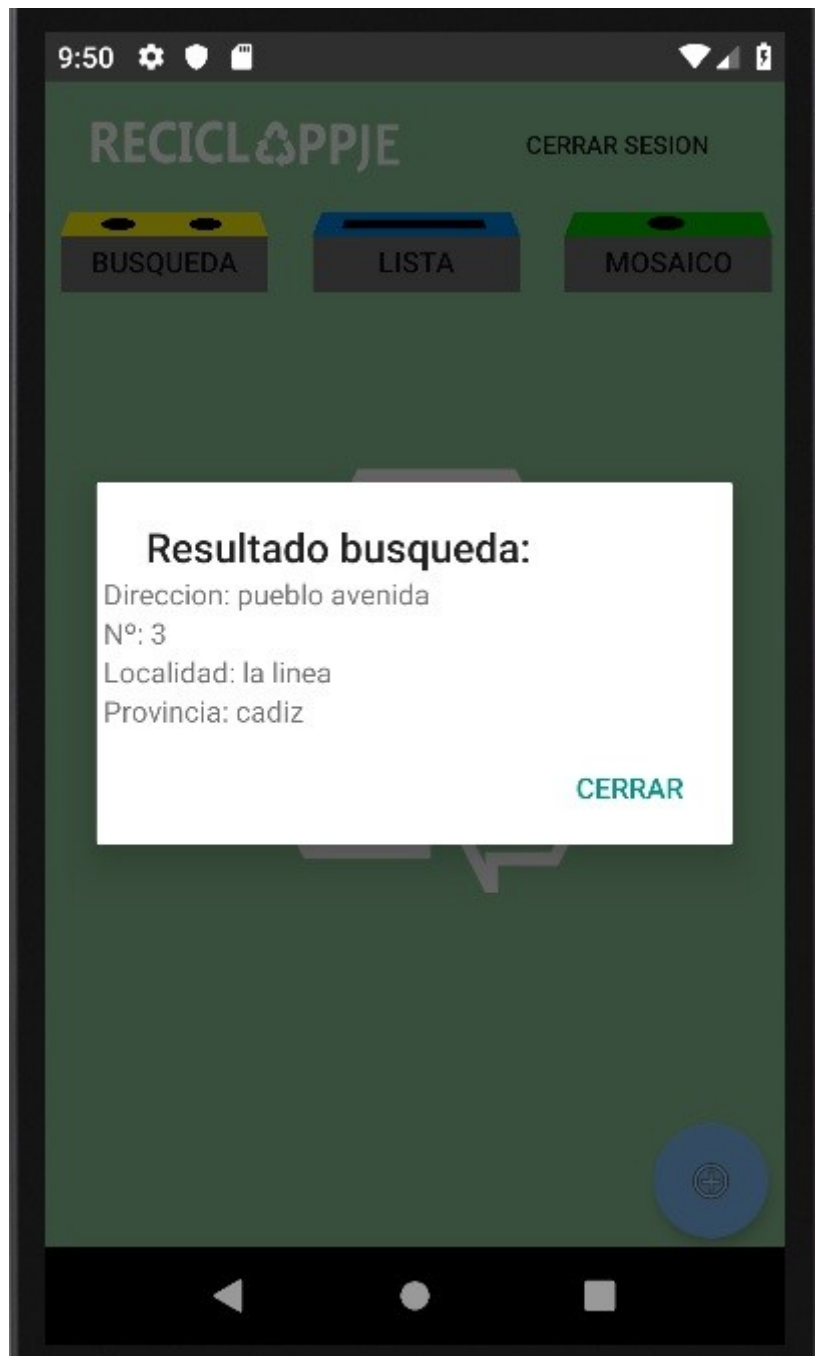 9:50
RECICLAPPJE
CERRAR SESION
BUSQUEDA
LISTA
MOSAICO
Resultado busqueda:
Direccion: pueblo avenida
Nº: 3
Localidad: la linea
Provincia: cadiz
CERRAR